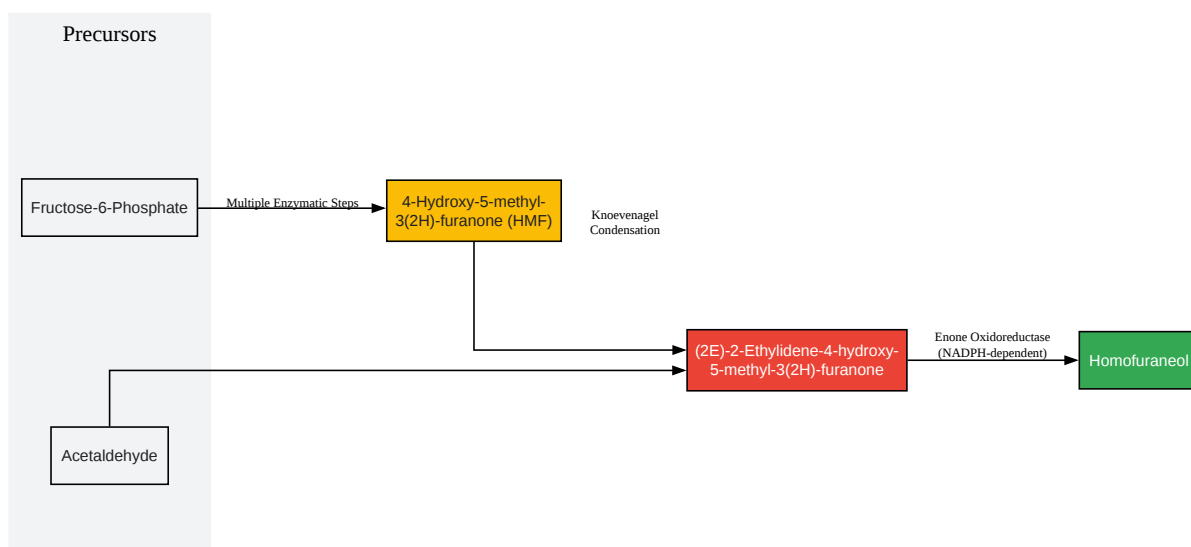 Precursors
Fructose-6-Phosphate
Multiple Enzymatic Steps
4-Hydroxy-5-methyl-
3(2H)-furanone (HMF)
Knoevenagel
Condensation
(2E)-2-Ethylidene-4-hydroxy-
5-methyl-3(2H)-furanone
Enone Oxidoreductase
(NADPH-dependent)
Homofuraneol
Acetaldehyde